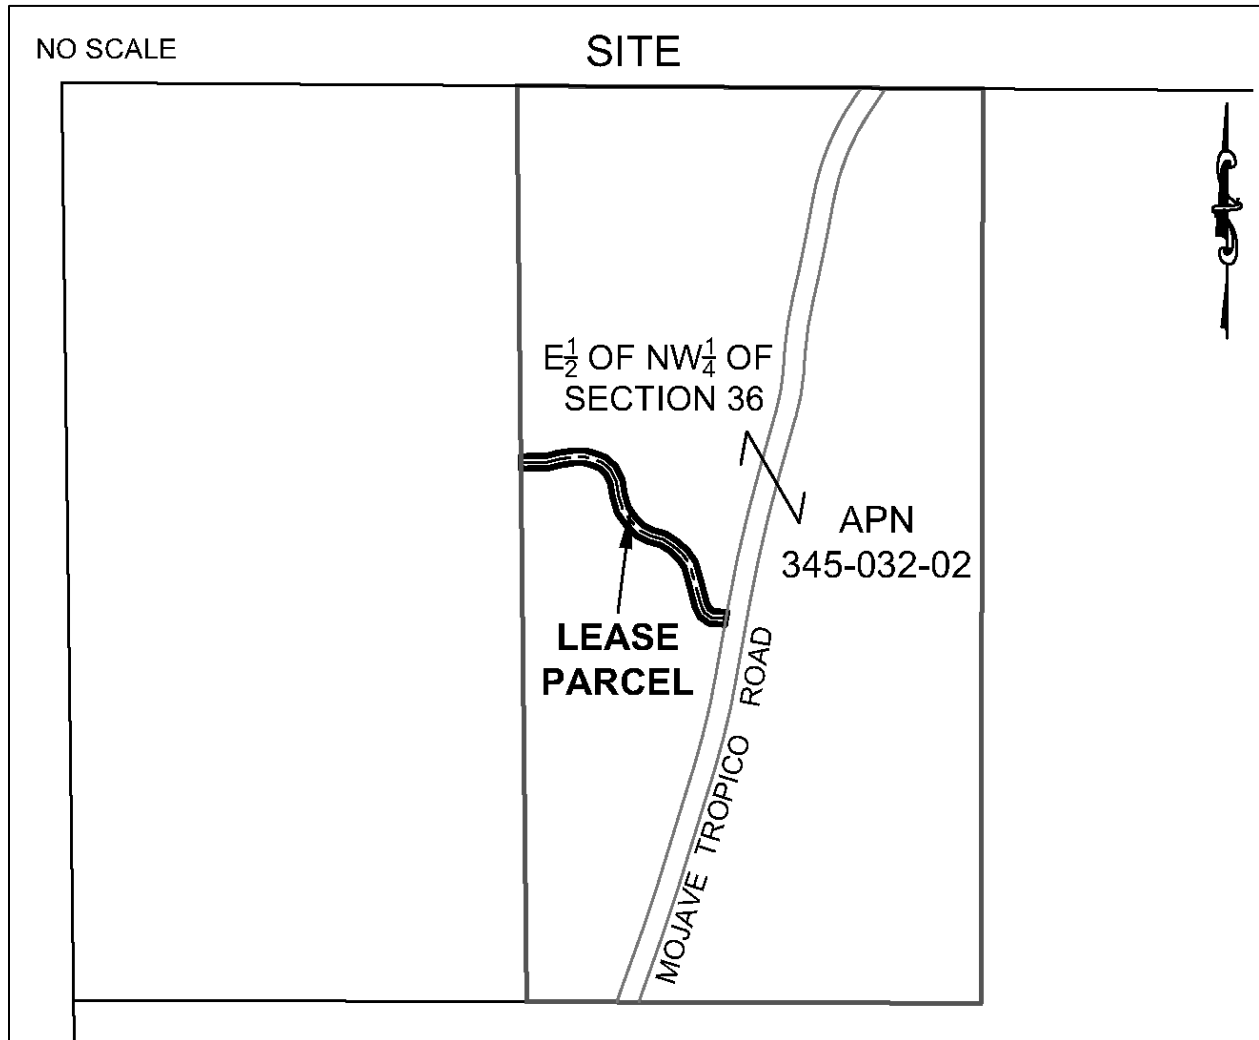 NO SCALE
SITE
E½ OF NW¼ OF
SECTION 36
APN
345-032-02
LEASE
PARCEL
MOJAVE TROPICO ROAD